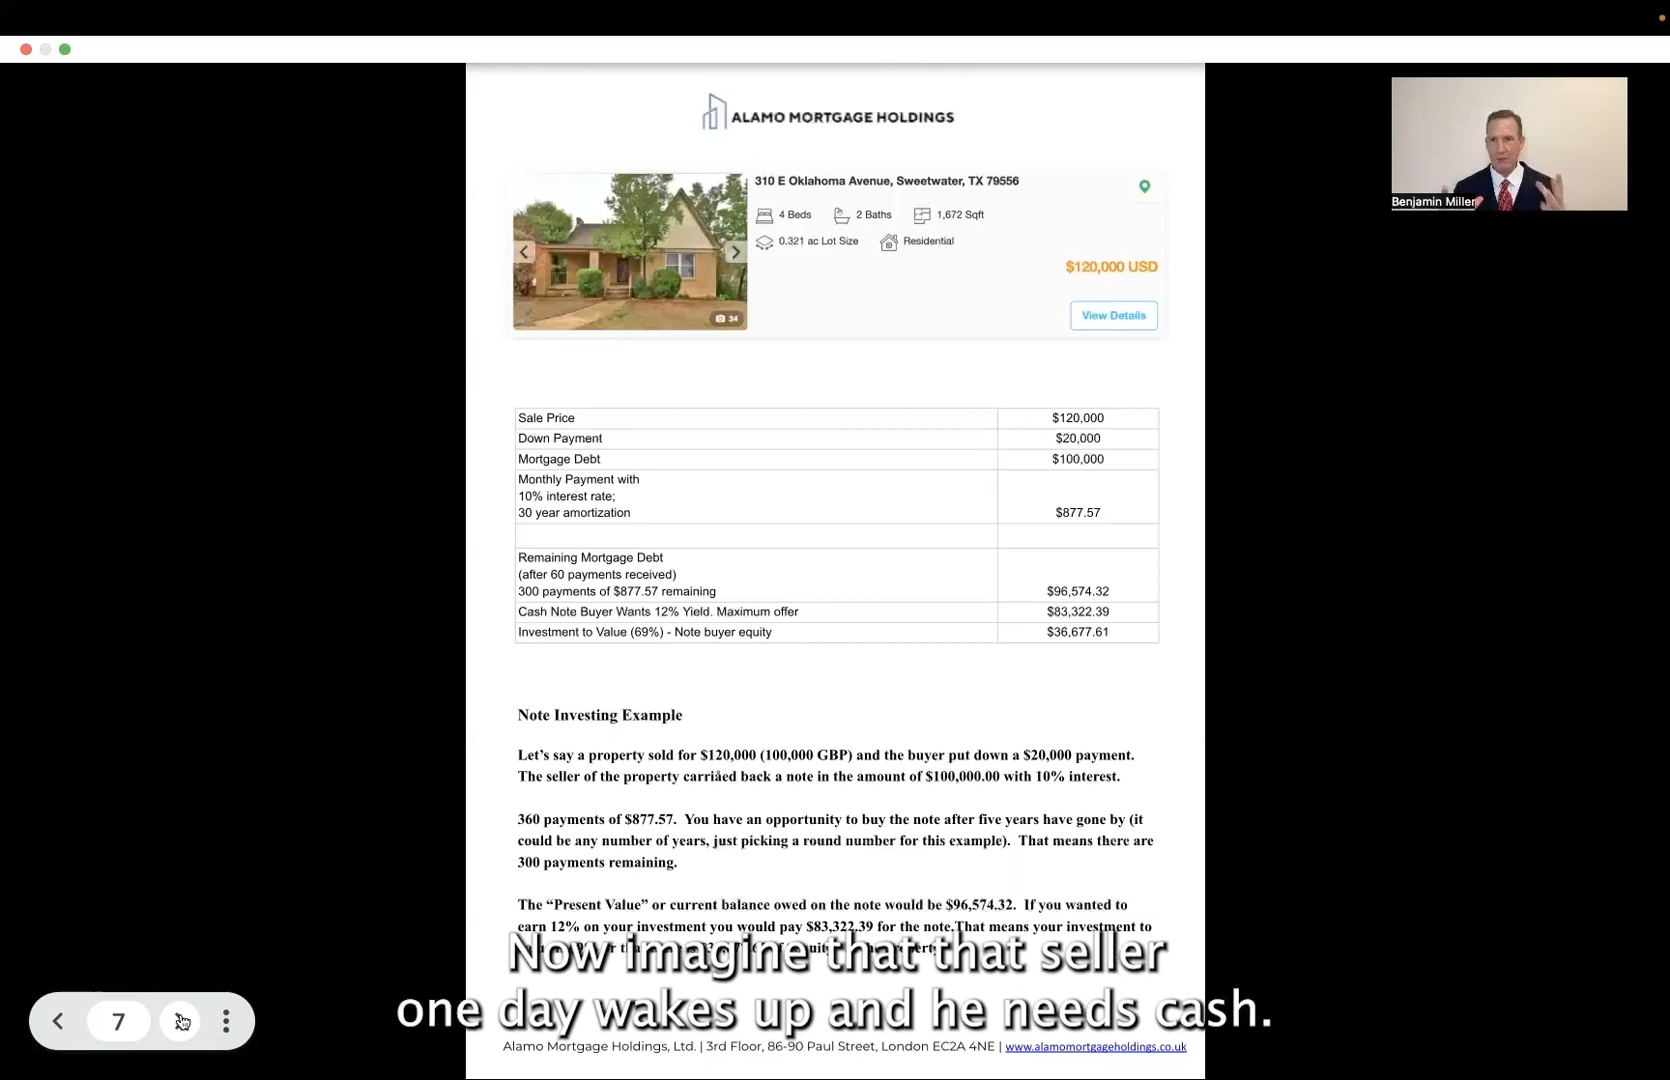 ALAMO MORTGAGE HOLDINGS
310 E Oklahoma Avenue, Sweetwater, TX 79556
4 Beds 2 Baths 1,672 Sqft
0.321 ac Lot Size Residential
$120,000 USD
34
View Details
Benjamin Miller
Sale Price $120,000
Down Payment $20,000
Mortgage Debt $100,000
Monthly Payment with
10% interest rate;
30 year amortization $877.57
Remaining Mortgage Debt
(after 60 payments received)
300 payments of $877.57 remaining $96,574.32
Cash Note Buyer Wants 12% Yield. Maximum offer $83,322.39
Investment to Value (69%) - Note buyer equity $36,677.61
Note Investing Example
Let’s say a property sold for $120,000 (100,000 GBP) and the buyer put down a $20,000 payment.
The seller of the property carriåed back a note in the amount of $100,000.00 with 10% interest.
360 payments of $877.57. You have an opportunity to buy the note after five years have gone by (it
could be any number of years, just picking a round number for this example). That means there are
300 payments remaining.
The “Present Value” or current balance owed on the note would be $96,574.32. If you wanted to
earn 12% on your investment you would pay $83,322.39 for the note.That means your investment to
Now imagine that that seller
one day wakes up and he needs cash.
7
Alamo Mortgage Holdings, Ltd. | 3rd Floor, 86-90 Paul Street, London EC2A 4NE | www.alamomortgageholdings.co.uk